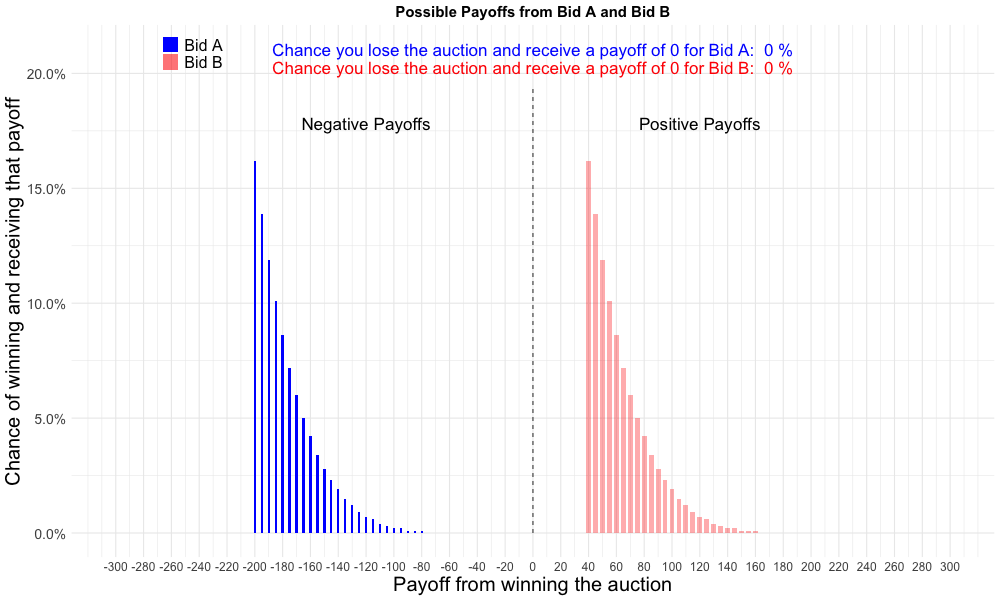 Possible Payoffs from Bid A and Bid B
Bid A
Bid B
Chance you lose the auction and receive a payoff of 0 for Bid A:  0 %
Chance you lose the auction and receive a payoff of 0 for Bid B:  0 %
Negative Payoffs
Positive Payoffs
Chance of winning and receiving that payoff
20.0%
15.0%
10.0%
5.0%
0.0%
-300 -280 -260 -240 -220 -200 -180 -160 -140 -120 -100 -80 -60 -40 -20 0 20 40 60 80 100 120 140 160 180 200 220 240 260 280 300
Payoff from winning the auction